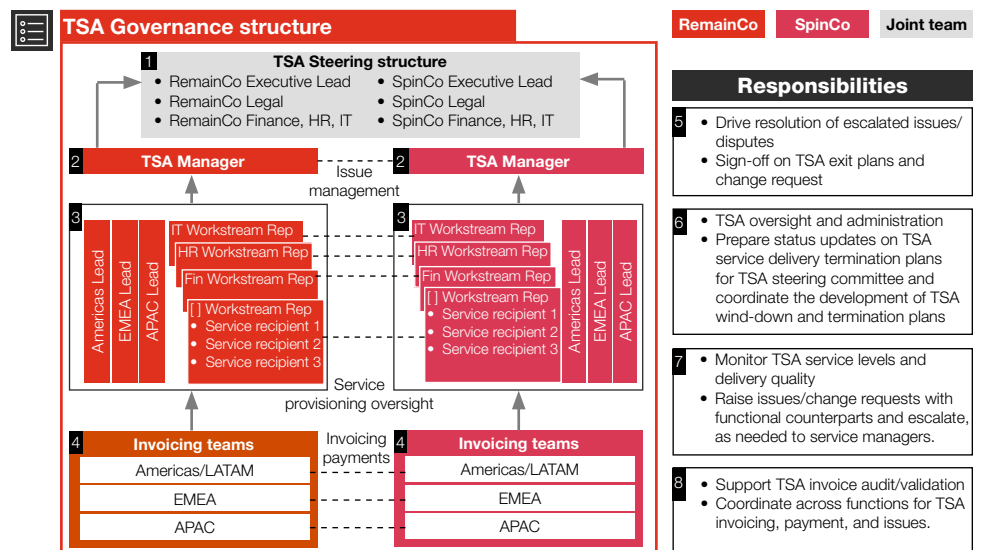 TSA Governance structure
RemainCo
SpinCo
Joint team
1
TSA Steering structure
• RemainCo Executive Lead
• RemainCo Legal
• RemainCo Finance, HR, IT
• SpinCo Executive Lead
• SpinCo Legal
• SpinCo Finance, HR, IT
2
TSA Manager
Issue
management
2
TSA Manager
3
Americas Lead
EMEA Lead
APAC Lead
IT Workstream Rep
HR Workstream Rep
Fin Workstream Rep
[ ] Workstream Rep
• Service recipient 1
• Service recipient 2
• Service recipient 3
3
IT Workstream Rep
HR Workstream Rep
Fin Workstream Rep
[ ] Workstream Rep
• Service recipient 1
• Service recipient 2
• Service recipient 3
Americas Lead
EMEA Lead
APAC Lead
Service
provisioning oversight
4
Invoicing teams
Americas/LATAM
EMEA
APAC
Invoicing
payments
4
Invoicing teams
Americas/LATAM
EMEA
APAC
Responsibilities
5
• Drive resolution of escalated issues/
disputes
• Sign-off on TSA exit plans and
change request
6
• TSA oversight and administration
• Prepare status updates on TSA
service delivery termination plans
for TSA steering committee and
coordinate the development of TSA
wind-down and termination plans
7
• Monitor TSA service levels and
delivery quality
• Raise issues/change requests with
functional counterparts and escalate,
as needed to service managers.
8
• Support TSA invoice audit/validation
• Coordinate across functions for TSA
invoicing, payment, and issues.